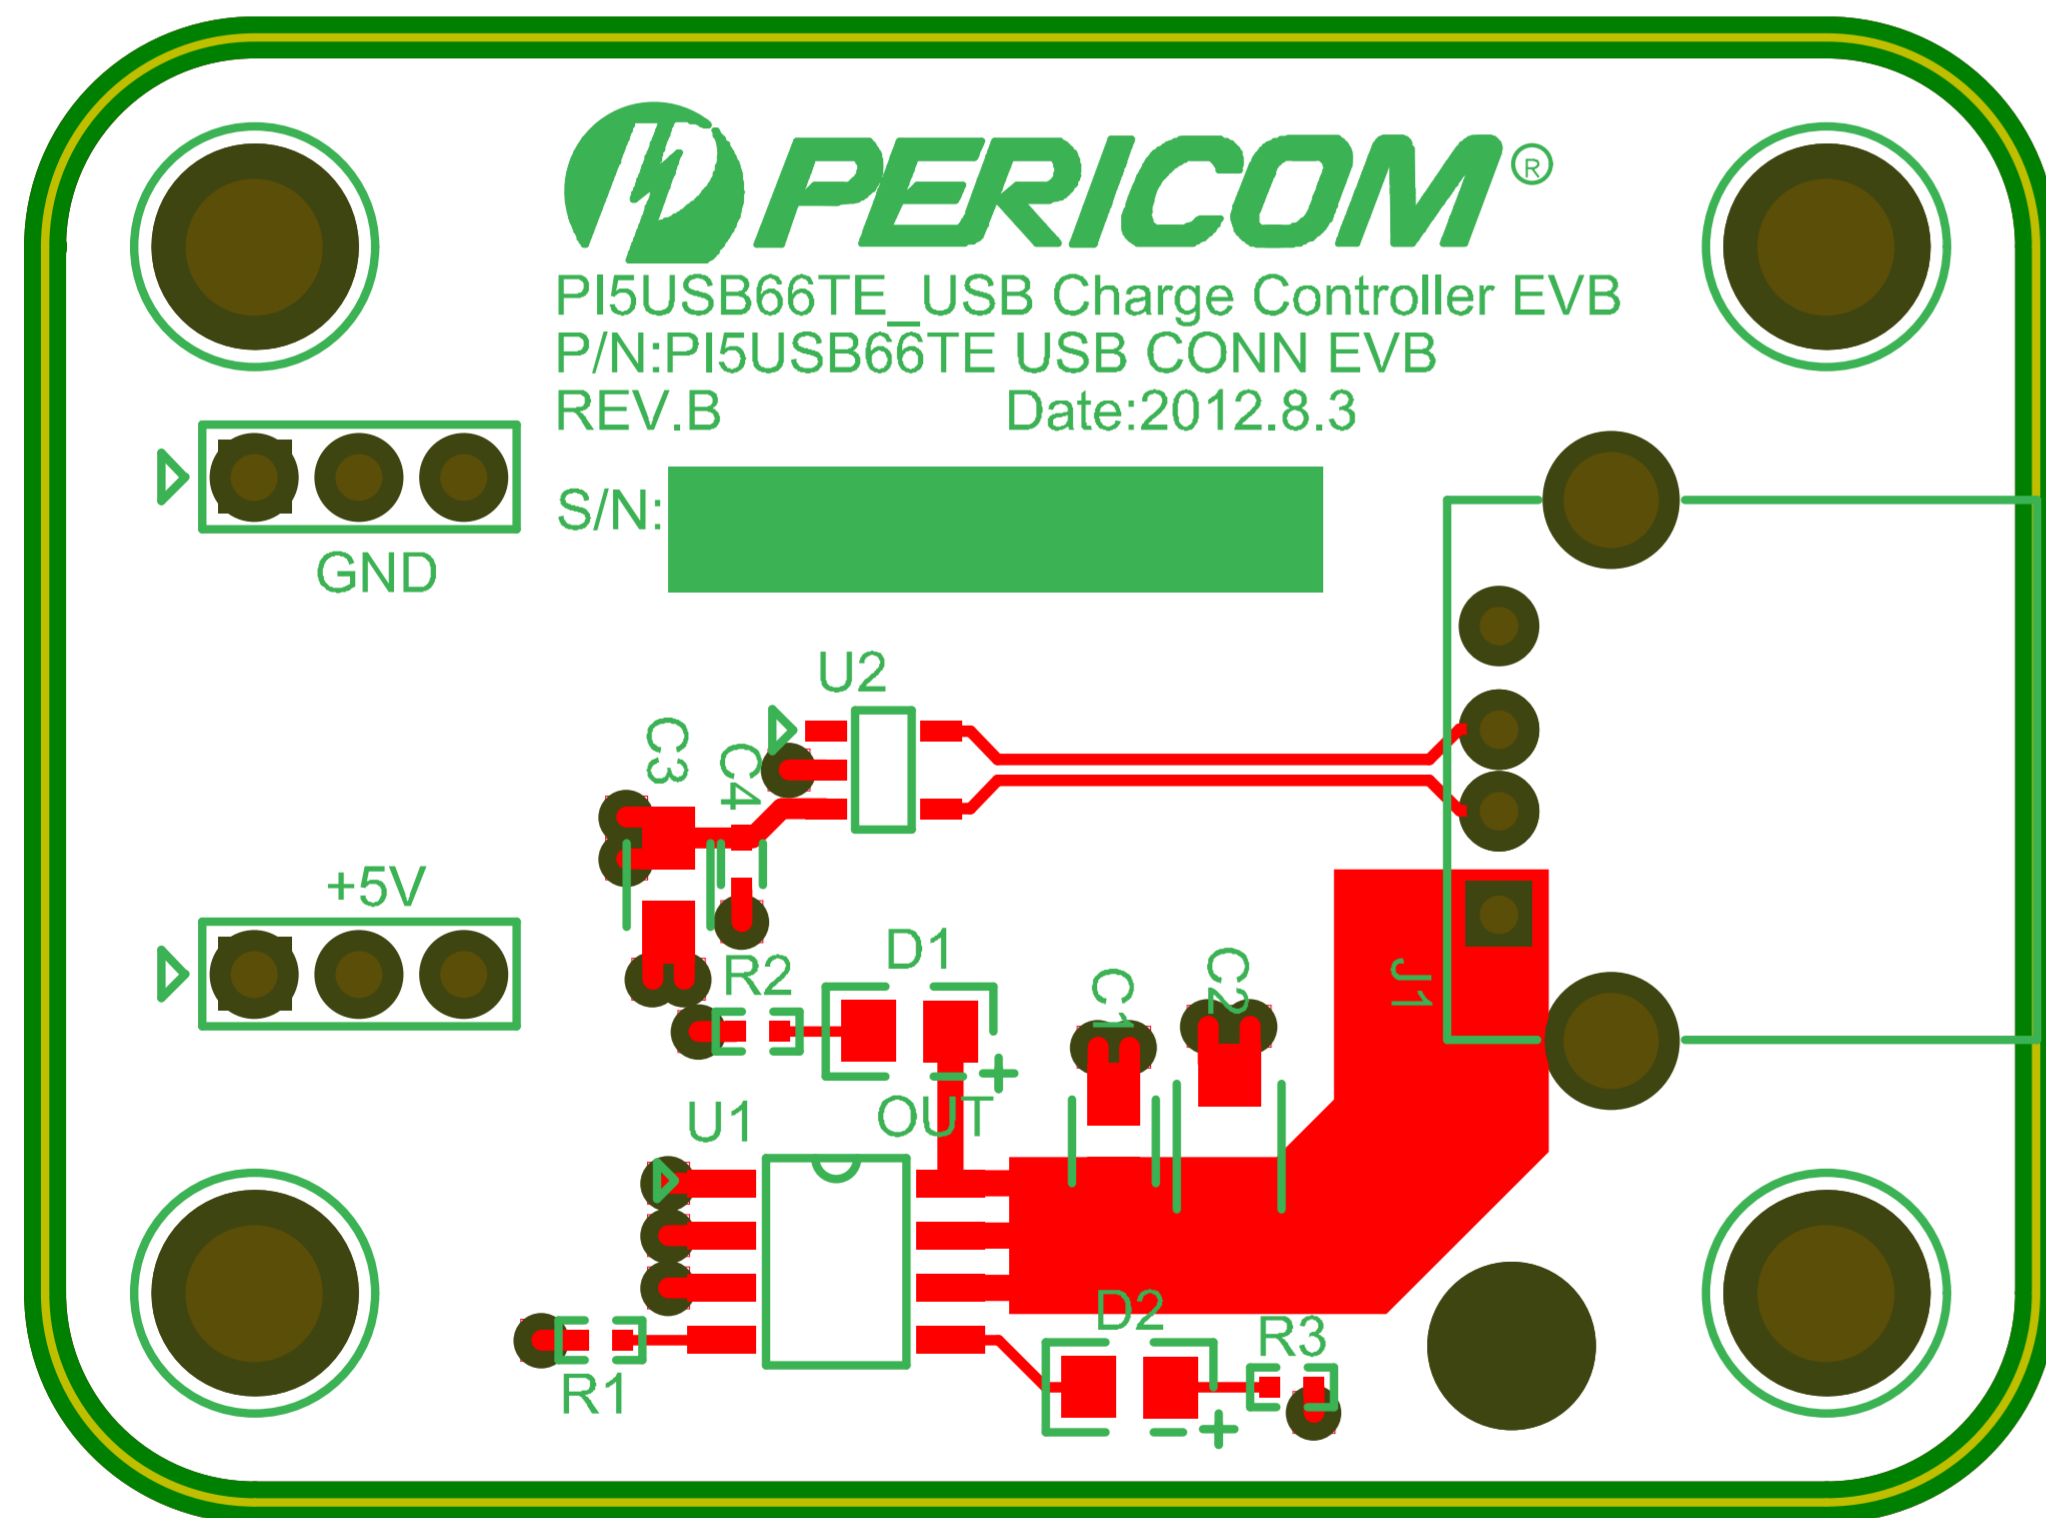 PERICOM®
PI5USB66TE_USB Charge Controller EVB
P/N:PI5USB66TE USB CONN EVB
REV.B Date:2012.8.3
S/N:
GND
U2
C3
C4
+5V
D1
R2
C1
C2
J1
+
OUT
U1
D2
R3
R1
+